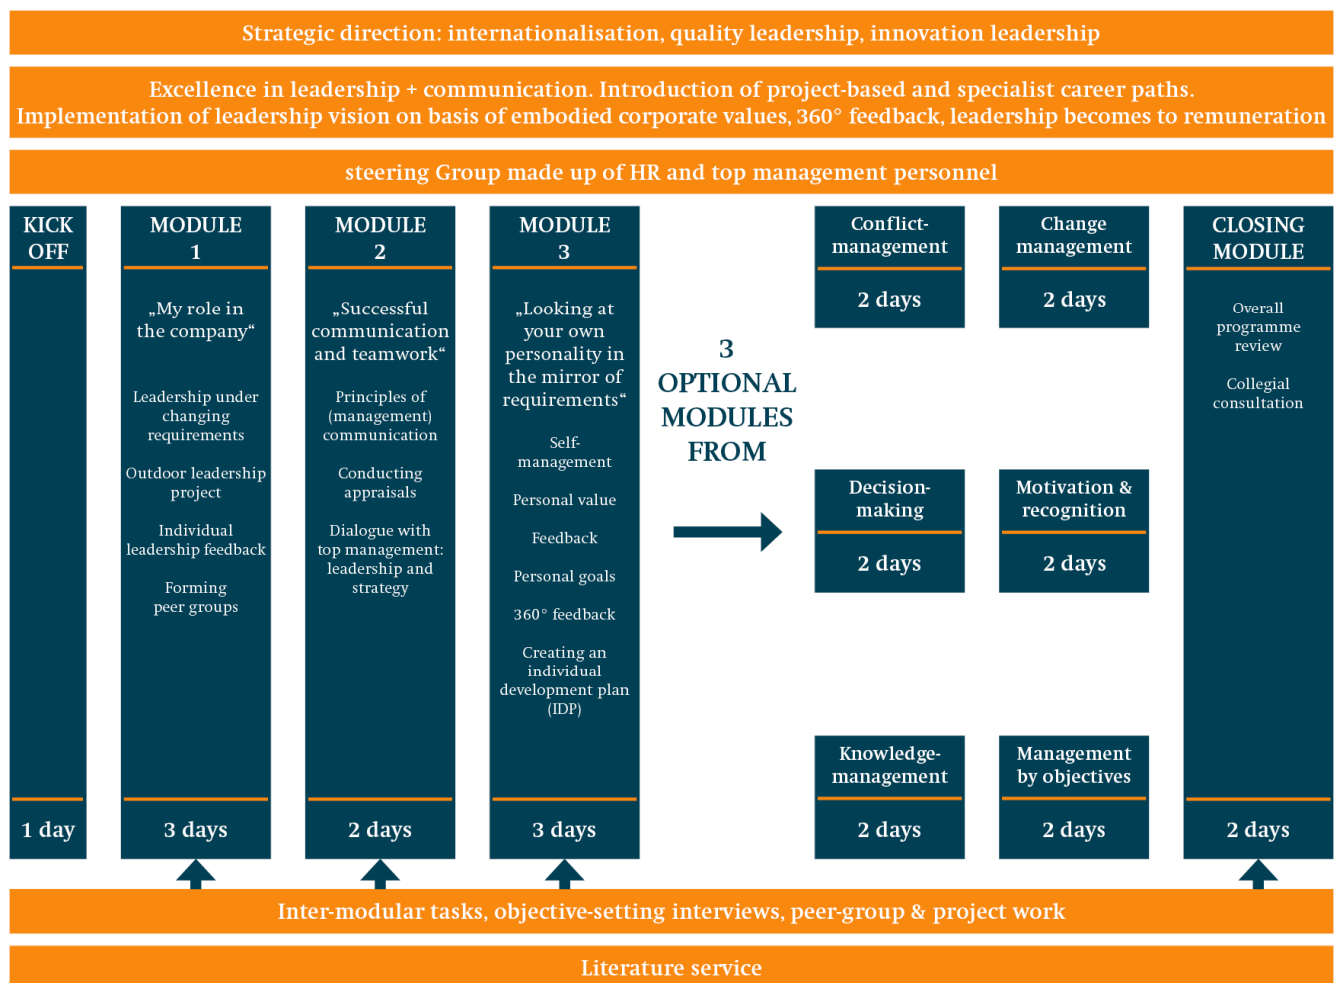 Strategic direction: internationalisation, quality leadership, innovation leadership
Excellence in leadership + communication. Introduction of project-based and specialist career paths.
Implementation of leadership vision on basis of embodied corporate values, 360° feedback, leadership becomes to remuneration
steering Group made up of HR and top management personnel
KICK
OFF
1 day
MODULE
1
„My role in
the company“
Leadership under
changing
requirements
Outdoor leadership
project
Individual
leadership feedback
Forming
peer groups
3 days
MODULE
2
„Successful
communication
and teamwork“
Principles of
(management)
communication
Conducting
appraisals
Dialogue with
top management:
leadership and
strategy
2 days
MODULE
3
„Looking at
your own
personality in
the mirror of
requirements“
Self-
management
Personal value
Feedback
Personal goals
360° feedback
Creating an
individual
development plan
(IDP)
3 days
3
OPTIONAL
MODULES
FROM
Conflict-
management
2 days
Change
management
2 days
Decision-
making
2 days
Motivation &
recognition
2 days
Knowledge-
management
2 days
Management
by objectives
2 days
CLOSING
MODULE
Overall
programme
review
Collegial
consultation
2 days
Inter-modular tasks, objective-setting interviews, peer-group & project work
Literature service